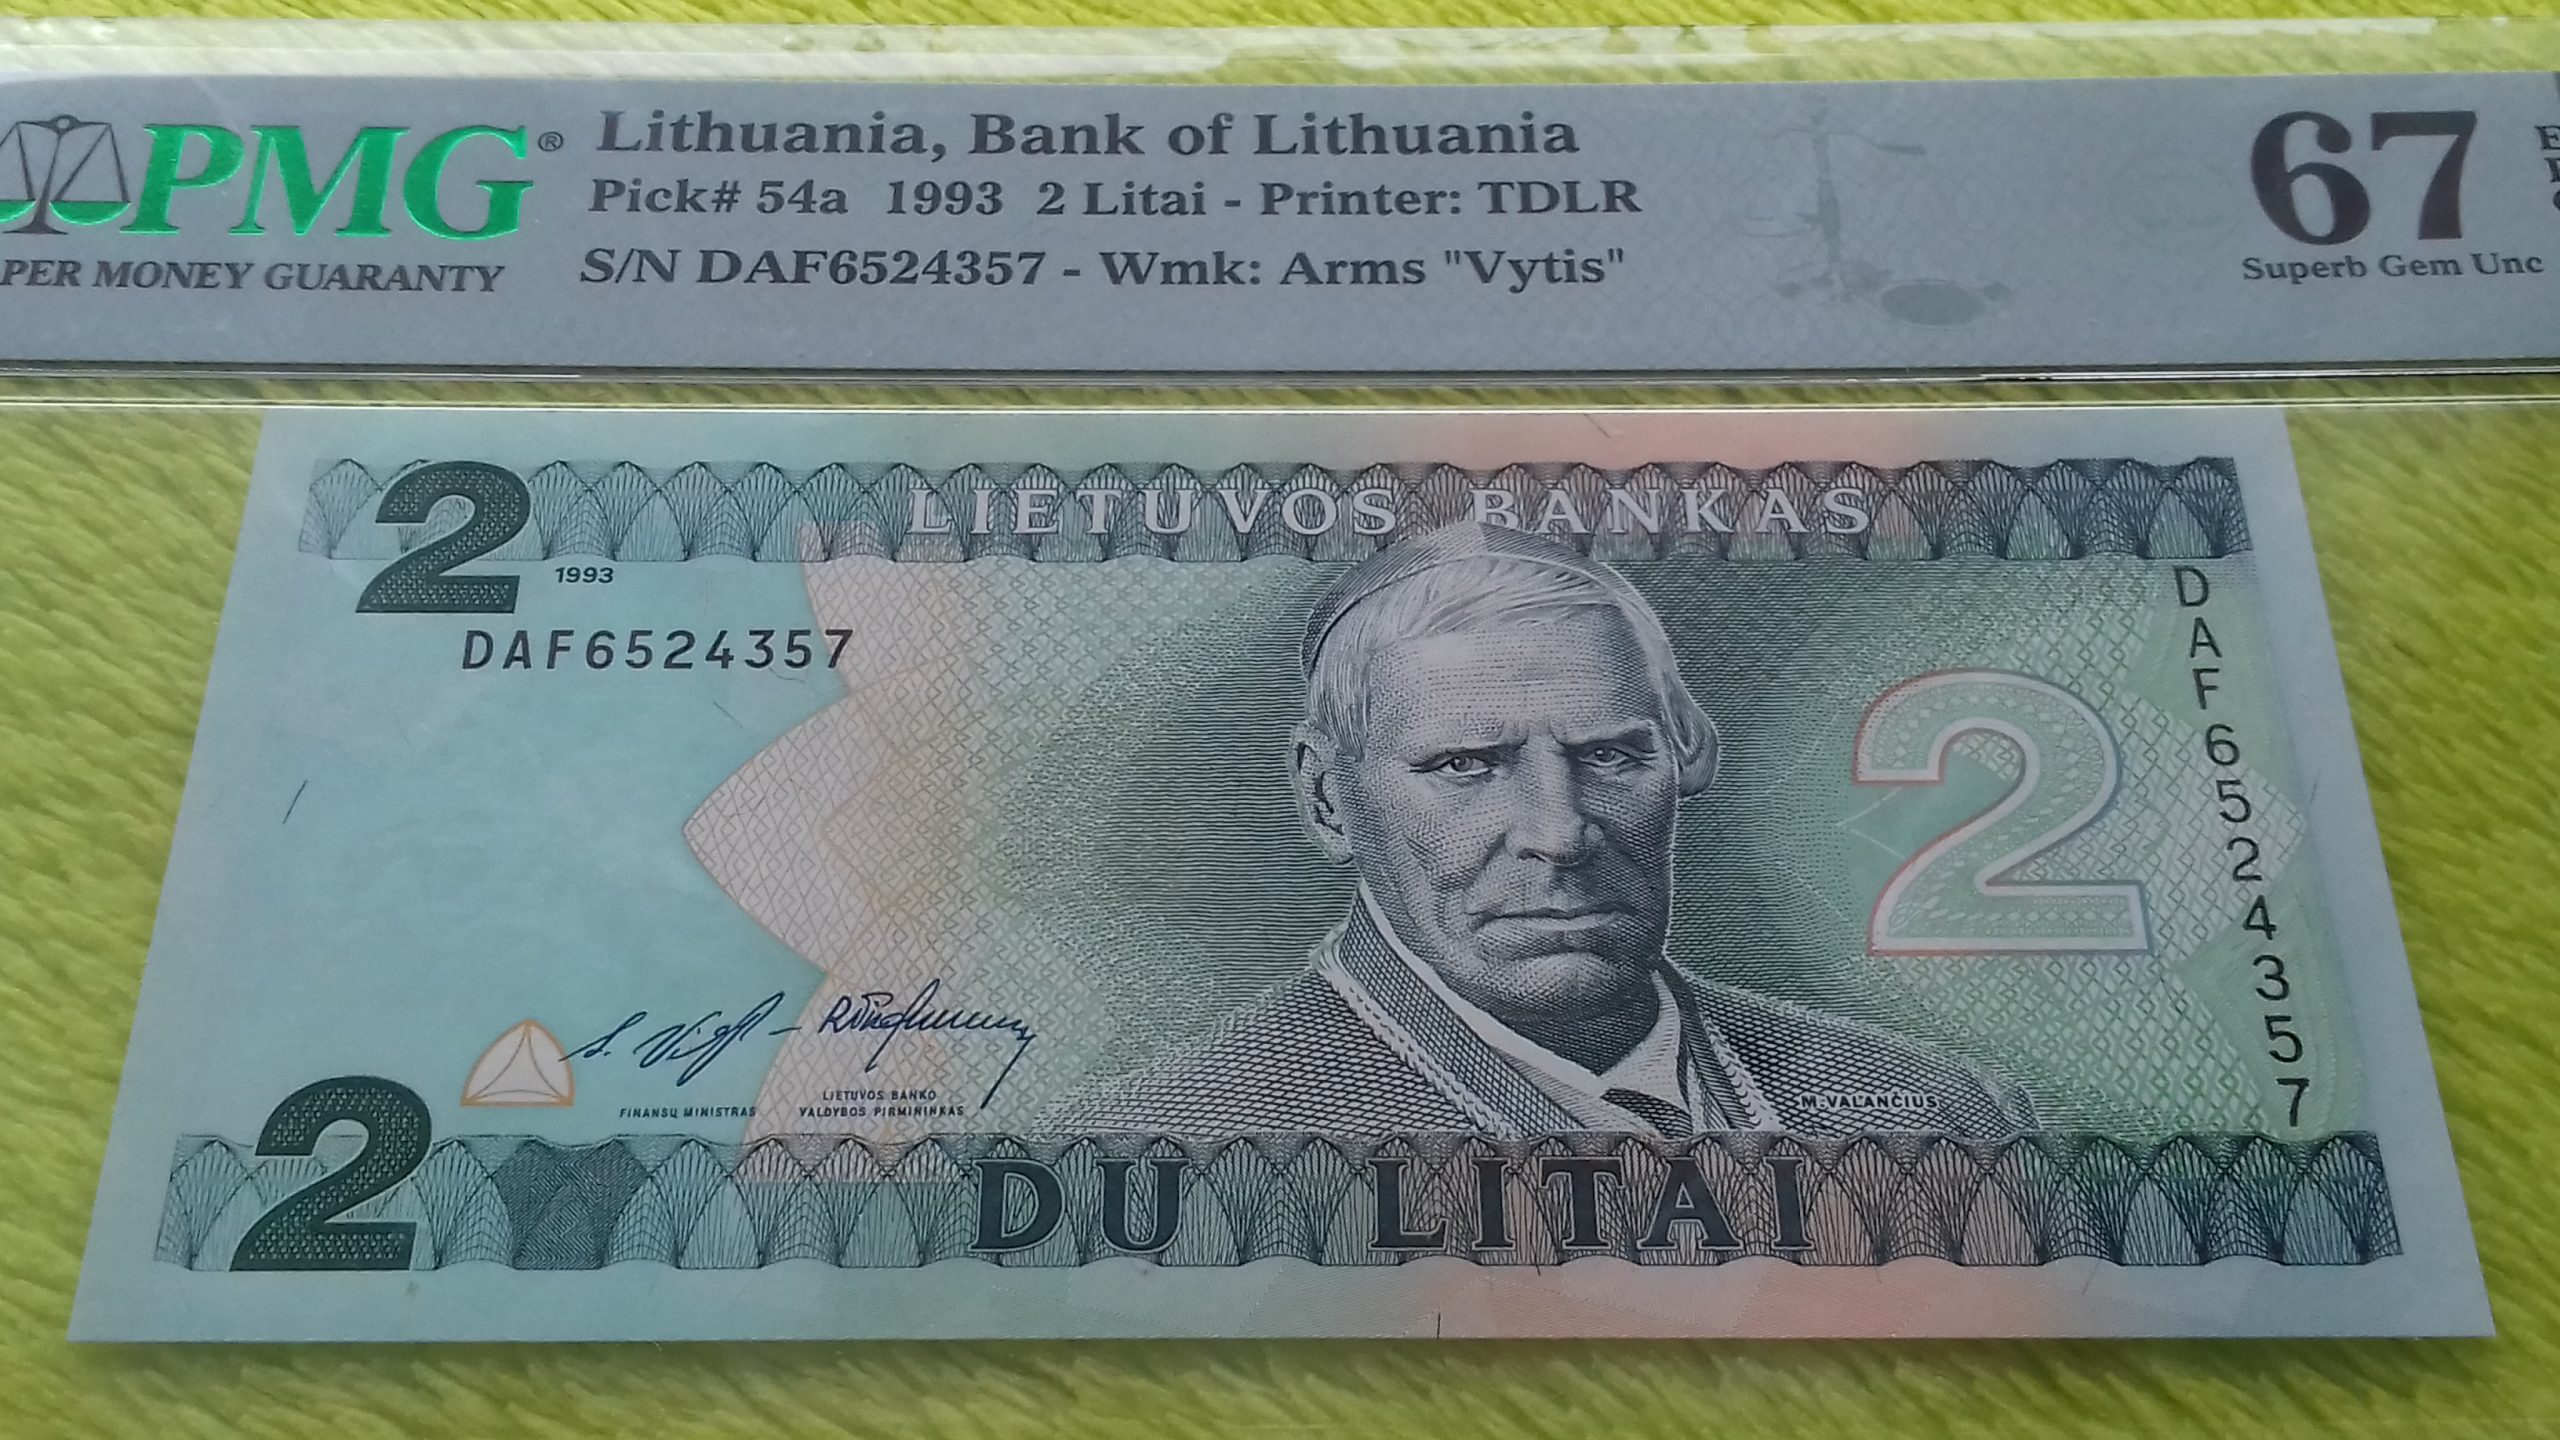 PMG®
PER MONEY GUARANTY
Lithuania, Bank of Lithuania
Pick# 54a 1993 2 Litai - Printer: TDLR
S/N DAF6524357 - Wmk: Arms "Vytis"
67
Superb Gem Unc
2
LIETUVOS BANKAS
1993
DAF6524357
DAF6524357
2
FINANSŲ MINISTRAS
LIETUVOS BANKO
VALDYBOS PIRMININKAS
M. VALANČIUS
2
DU LITAI